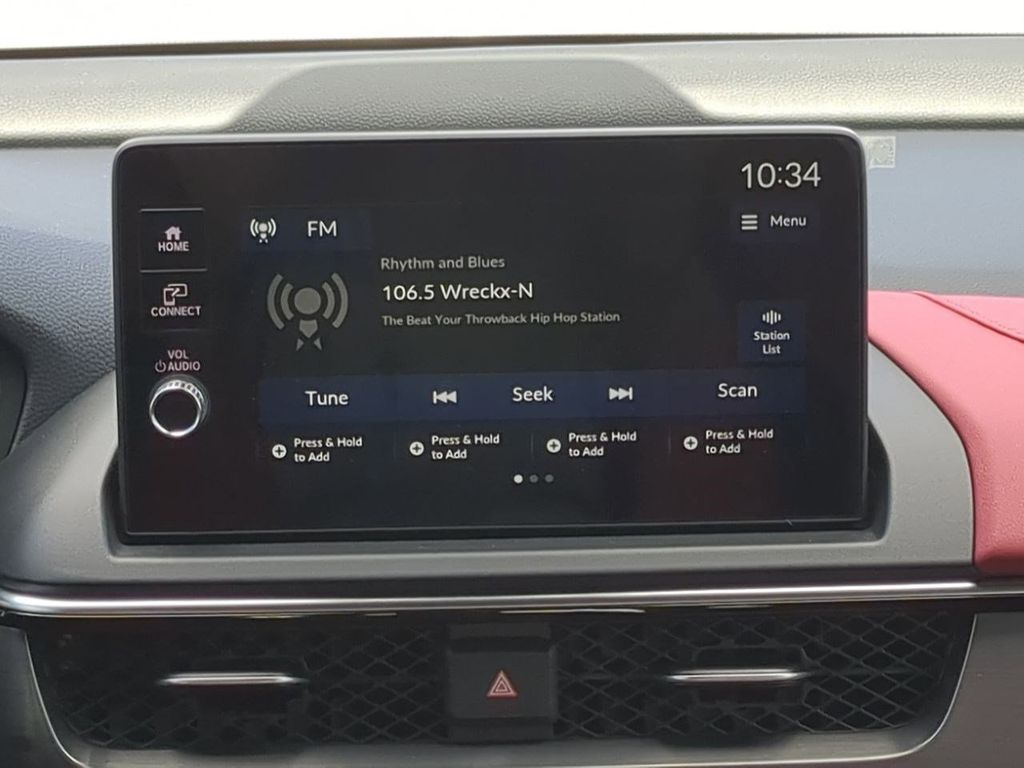 10:34
HOME
FM
Menu
Rhythm and Blues
106.5 Wreckx-N
The Beat Your Throwback Hip Hop Station
CONNECT
Station
List
VOL
AUDIO
Tune
Seek
Scan
Press & Hold
to Add
Press & Hold
to Add
Press & Hold
to Add
Press & Hold
to Add